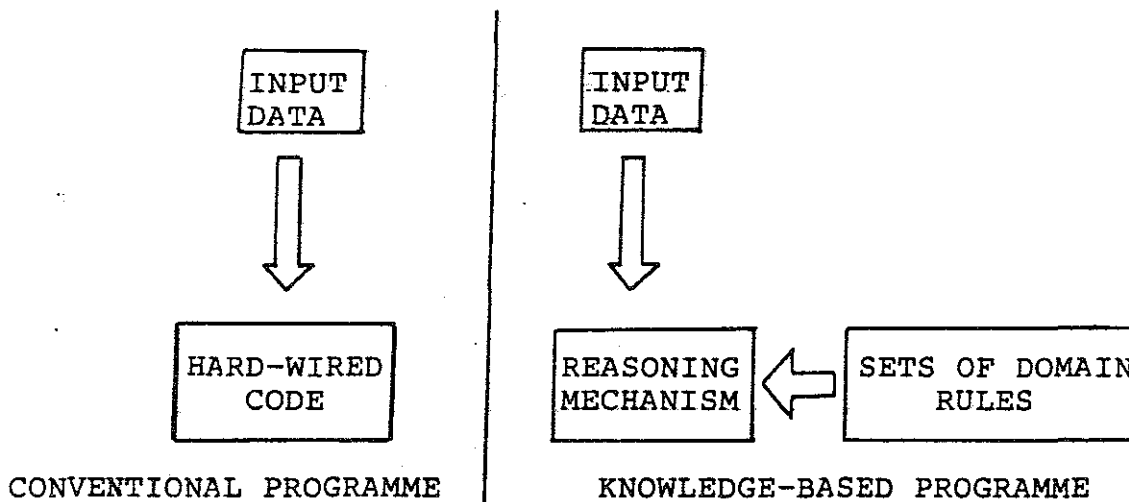 INPUT
DATA
HARD-WIRED
CODE
CONVENTIONAL PROGRAMME
INPUT
DATA
REASONING
MECHANISM
SETS OF DOMAIN
RULES
KNOWLEDGE-BASED PROGRAMME